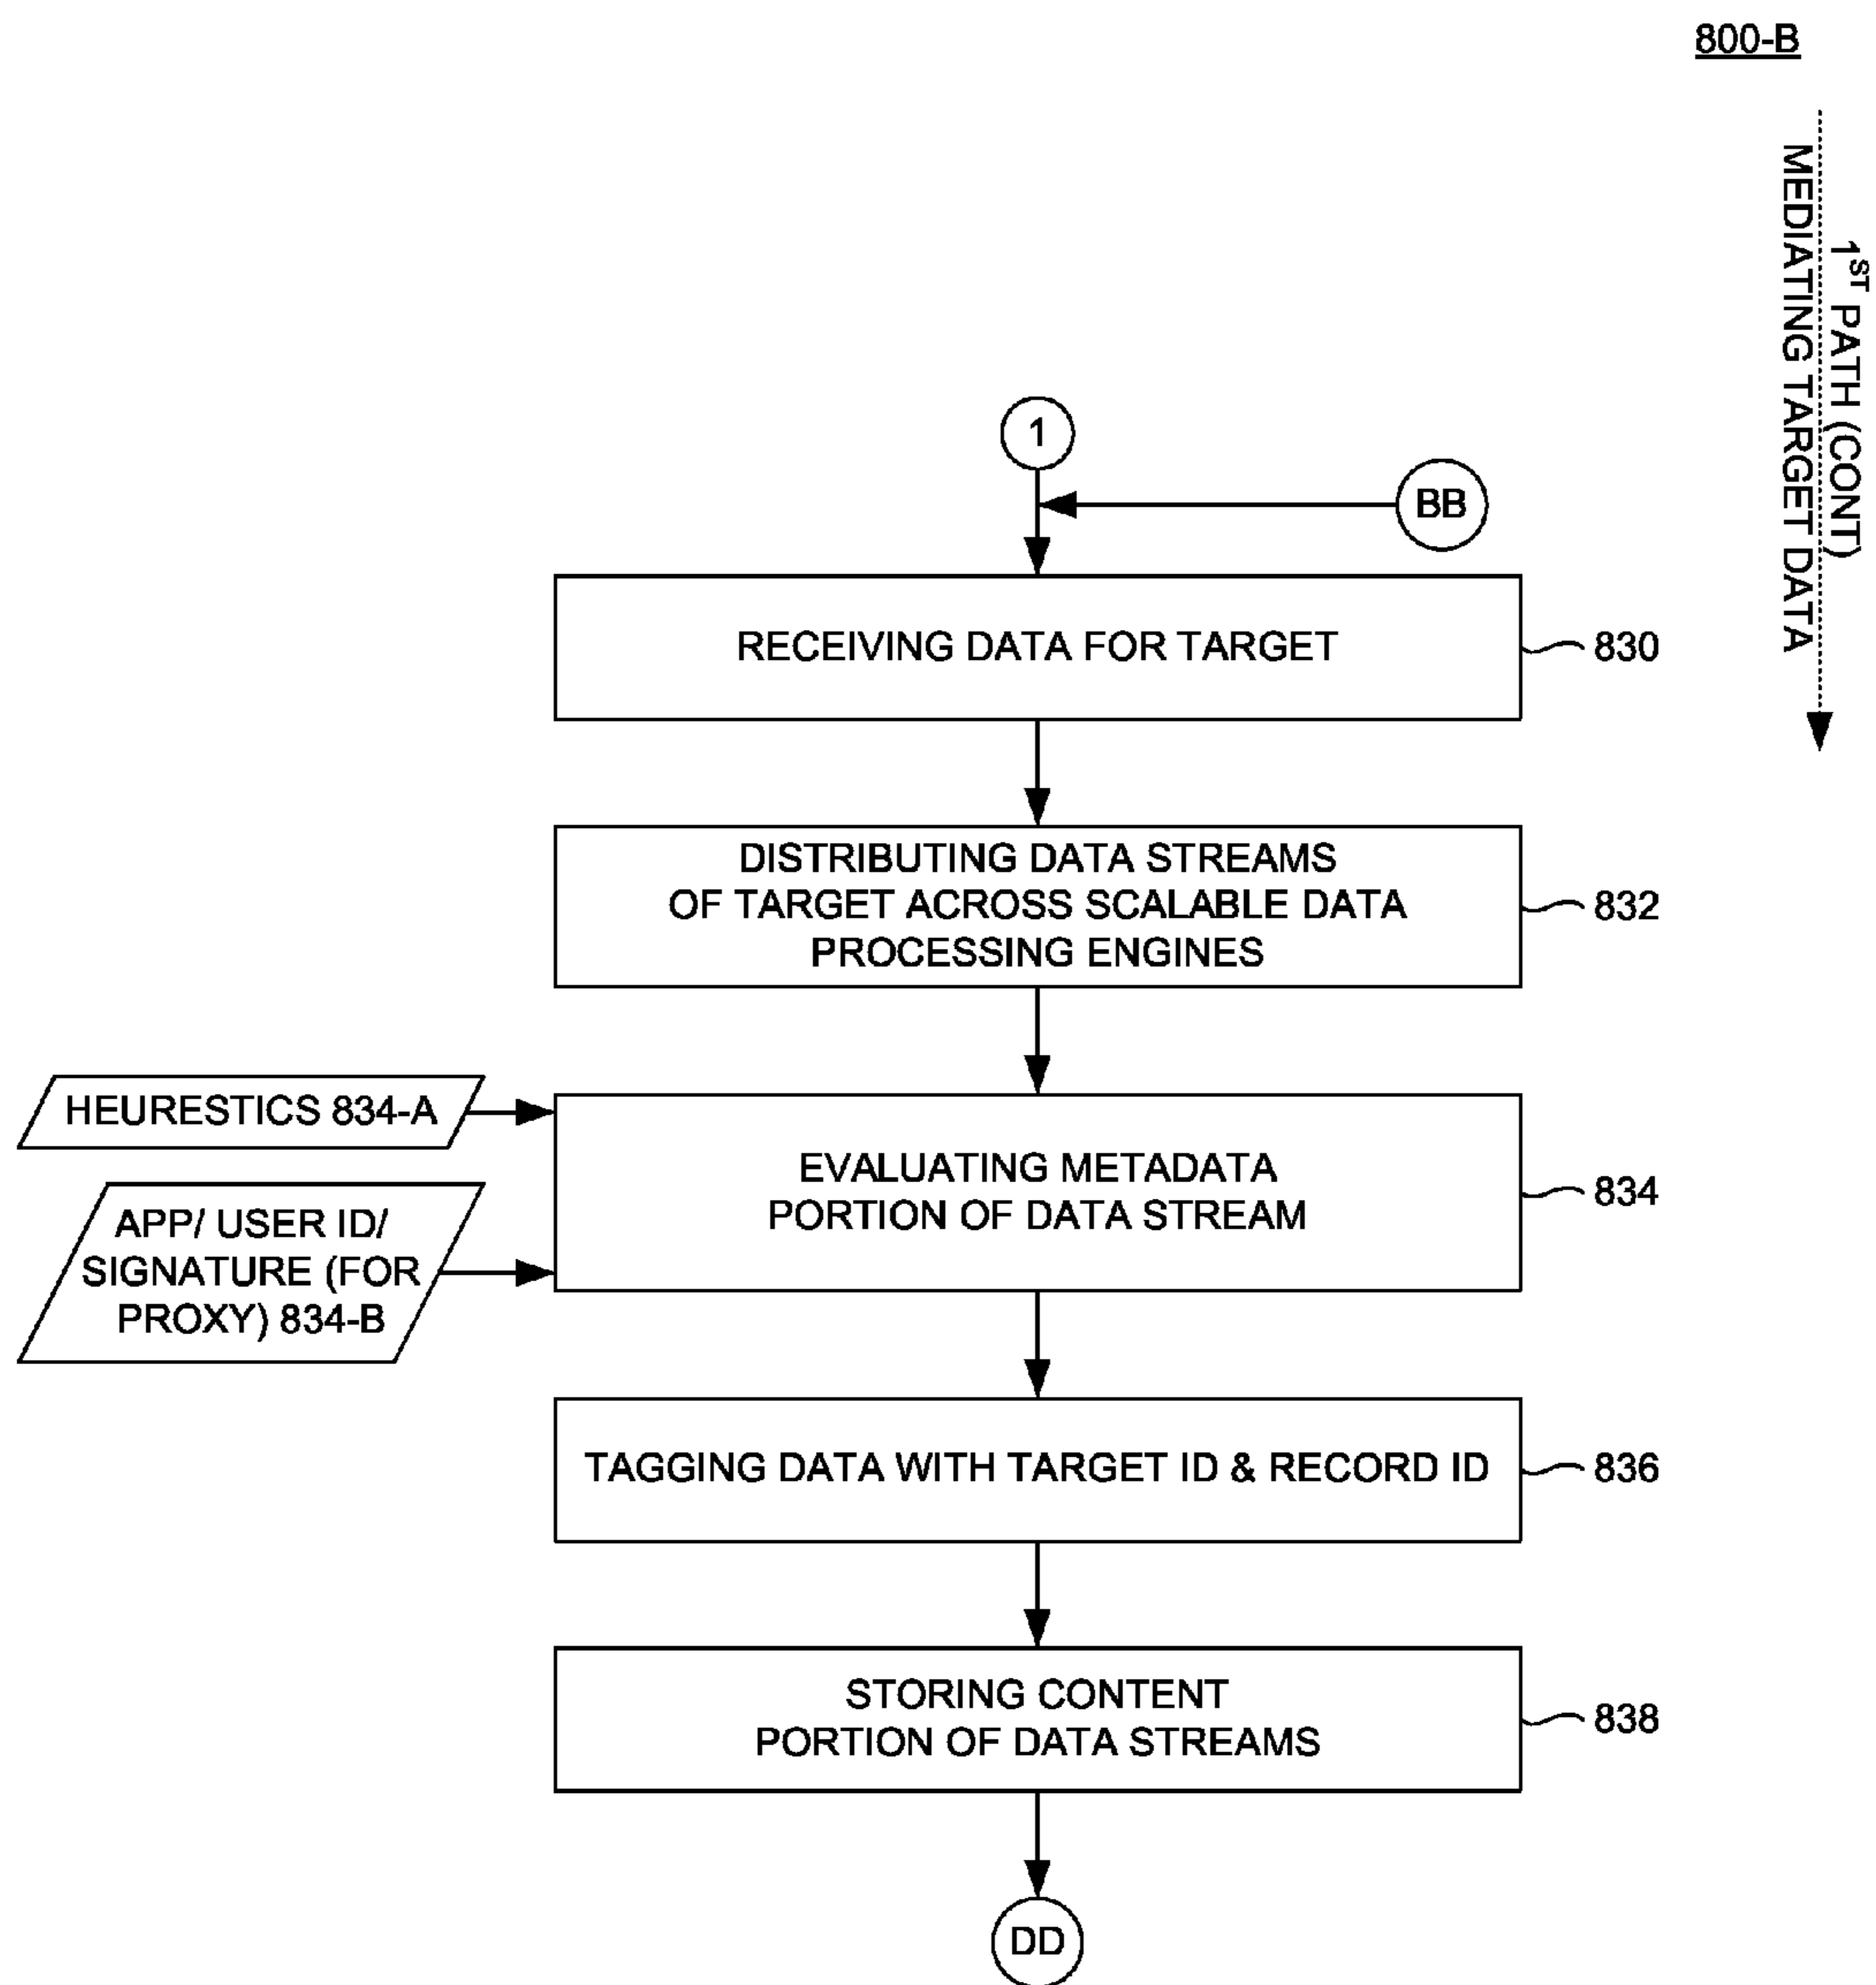 800-B
1ST PATH (CONT)
MEDIATING TARGET DATA
1
BB
RECEIVING DATA FOR TARGET
830
DISTRIBUTING DATA STREAMS
OF TARGET ACROSS SCALABLE DATA
PROCESSING ENGINES
832
HEURESTICS 834-A
APP/ USER ID/
SIGNATURE (FOR
PROXY) 834-B
EVALUATING METADATA
PORTION OF DATA STREAM
834
TAGGING DATA WITH TARGET ID & RECORD ID
836
STORING CONTENT
PORTION OF DATA STREAMS
838
DD